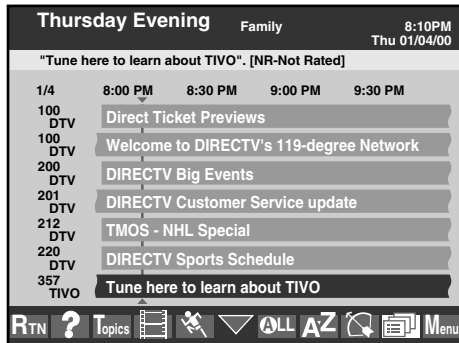 Thursday Evening Family 8:10PM
Thu 01/04/00
"Tune here to learn about TIVO". [NR-Not Rated]
1/4 8:00 PM 8:30 PM 9:00 PM 9:30 PM
100 DTV Direct Ticket Previews
100 DTV Welcome to DIRECTV's 119-degree Network
200 DTV DIRECTV Big Events
201 DTV DIRECTV Customer Service update
212 DTV TMOS - NHL Special
220 DTV DIRECTV Sports Schedule
357 TIVO Tune here to learn about TIVO
RTN ? Topics ALL AZ Menu